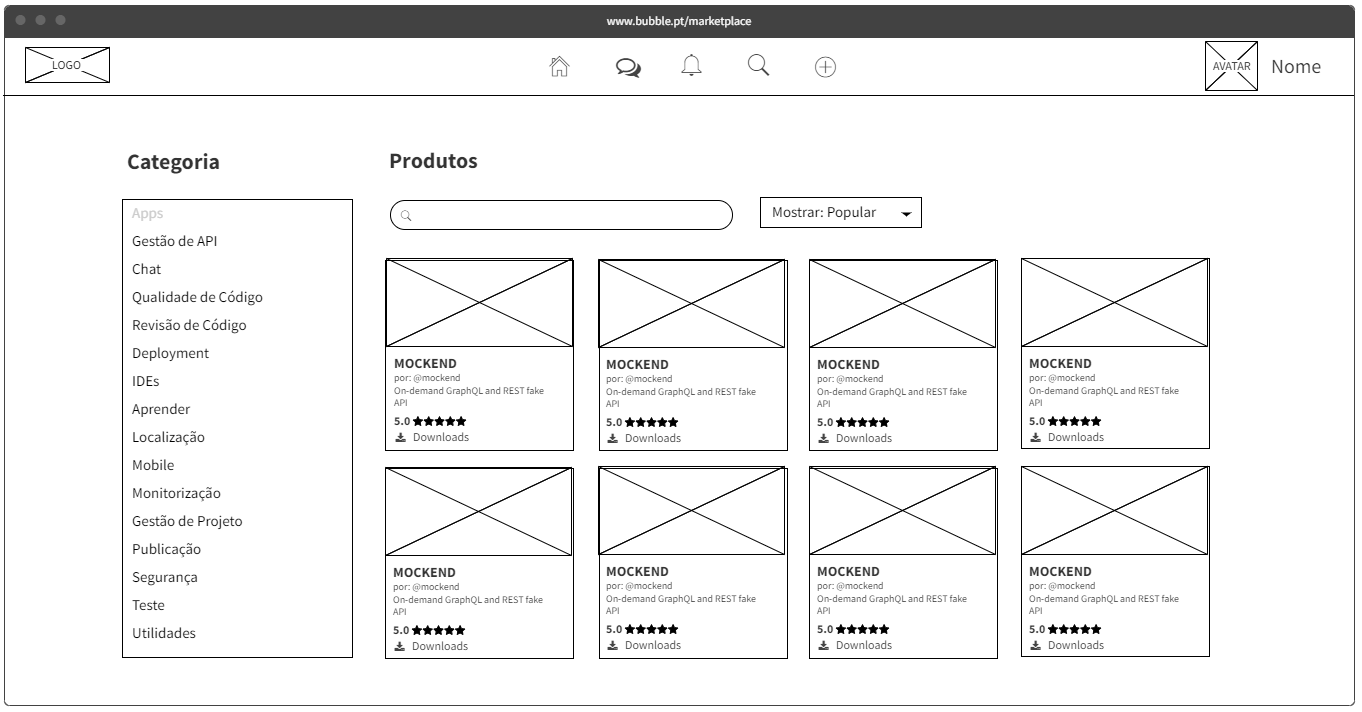 www.bubble.pt/marketplace
LOGO
AVATAR
Nome
Categoria
Apps
Gestão de API
Chat
Qualidade de Código
Revisão de Código
Deployment
IDEs
Aprender
Localização
Mobile
Monitorização
Gestão de Projeto
Publicação
Segurança
Teste
Utilidades
Produtos
Mostrar: Popular
MOCKEND
por: @mockend
On-demand GraphQL and REST fake
API
5.0
Downloads
MOCKEND
por: @mockend
On-demand GraphQL and REST fake
API
5.0
Downloads
MOCKEND
por: @mockend
On-demand GraphQL and REST fake
API
5.0
Downloads
MOCKEND
por: @mockend
On-demand GraphQL and REST fake
API
5.0
Downloads
MOCKEND
por: @mockend
On-demand GraphQL and REST fake
API
5.0
Downloads
MOCKEND
por: @mockend
On-demand GraphQL and REST fake
API
5.0
Downloads
MOCKEND
por: @mockend
On-demand GraphQL and REST fake
API
5.0
Downloads
MOCKEND
por: @mockend
On-demand GraphQL and REST fake
API
5.0
Downloads